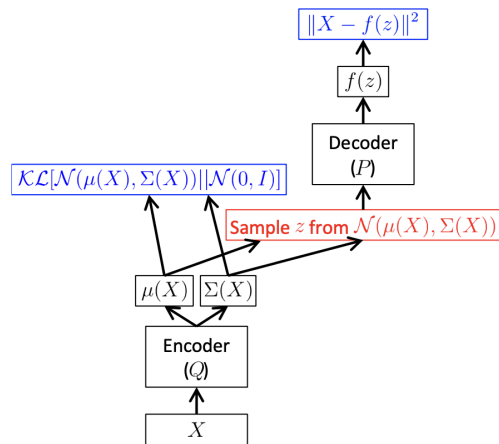 ‖X − f(z)‖²
f(z)
Decoder
(P)
𝒦ℒ[𝒩(μ(X), Σ(X))||𝒩(0, I)]
Sample z from 𝒩(μ(X), Σ(X))
μ(X) Σ(X)
Encoder
(Q)
X